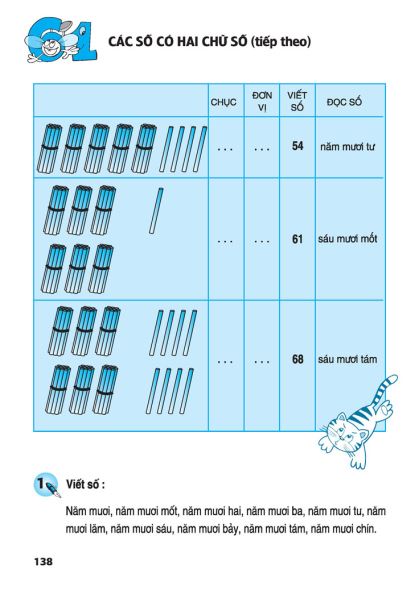 61 CÁC SỐ CÓ HAI CHỮ SỐ (tiếp theo)
CHỤC ĐƠN VỊ VIẾT SỐ ĐỌC SỐ
. . . . . . 54 năm mươi tư
. . . . . . 61 sáu mươi mốt
. . . . . . 68 sáu mươi tám
1 Viết số :
Năm mươi, năm mươi mốt, năm mươi hai, năm mươi ba, năm mươi tư, năm
mươi lăm, năm mươi sáu, năm mươi bảy, năm mươi tám, năm mươi chín.
138